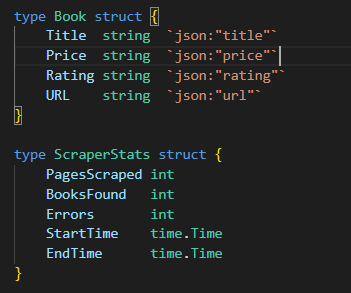 type Book struct {
    Title  string  `json:"title"`
    Price  string  `json:"price"`
    Rating string  `json:"rating"`
    URL    string  `json:"url"`
}
type ScraperStats struct {
    PagesScraped int
    BooksFound   int
    Errors       int
    StartTime    time.Time
    EndTime      time.Time
}